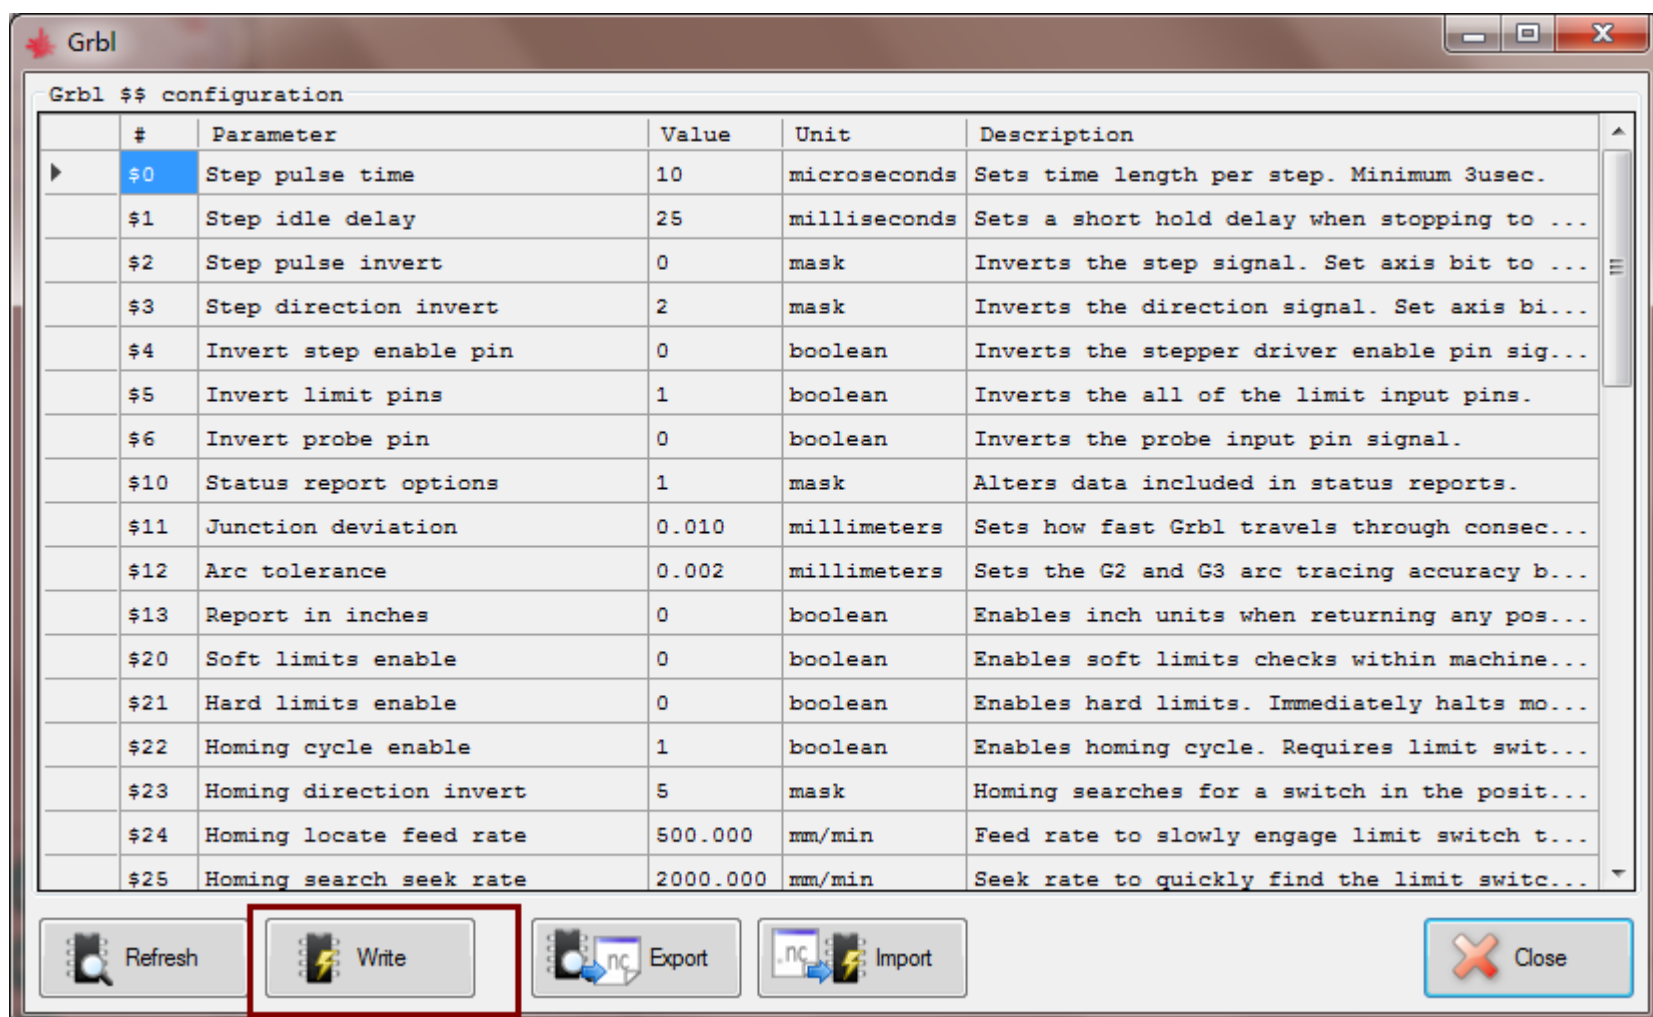 Grbl
Grbl $$ configuration
# Parameter Value Unit Description
$0 Step pulse time 10 microseconds Sets time length per step. Minimum 3usec.
$1 Step idle delay 25 milliseconds Sets a short hold delay when stopping to ...
$2 Step pulse invert 0 mask Inverts the step signal. Set axis bit to ...
$3 Step direction invert 2 mask Inverts the direction signal. Set axis bi...
$4 Invert step enable pin 0 boolean Inverts the stepper driver enable pin sig...
$5 Invert limit pins 1 boolean Inverts the all of the limit input pins.
$6 Invert probe pin 0 boolean Inverts the probe input pin signal.
$10 Status report options 1 mask Alters data included in status reports.
$11 Junction deviation 0.010 millimeters Sets how fast Grbl travels through consec...
$12 Arc tolerance 0.002 millimeters Sets the G2 and G3 arc tracing accuracy b...
$13 Report in inches 0 boolean Enables inch units when returning any pos...
$20 Soft limits enable 0 boolean Enables soft limits checks within machine...
$21 Hard limits enable 0 boolean Enables hard limits. Immediately halts mo...
$22 Homing cycle enable 1 boolean Enables homing cycle. Requires limit swit...
$23 Homing direction invert 5 mask Homing searches for a switch in the posit...
$24 Homing locate feed rate 500.000 mm/min Feed rate to slowly engage limit switch t...
$25 Homing search seek rate 2000.000 mm/min Seek rate to quickly find the limit switc...
Refresh Write nc Export .nc Import Close